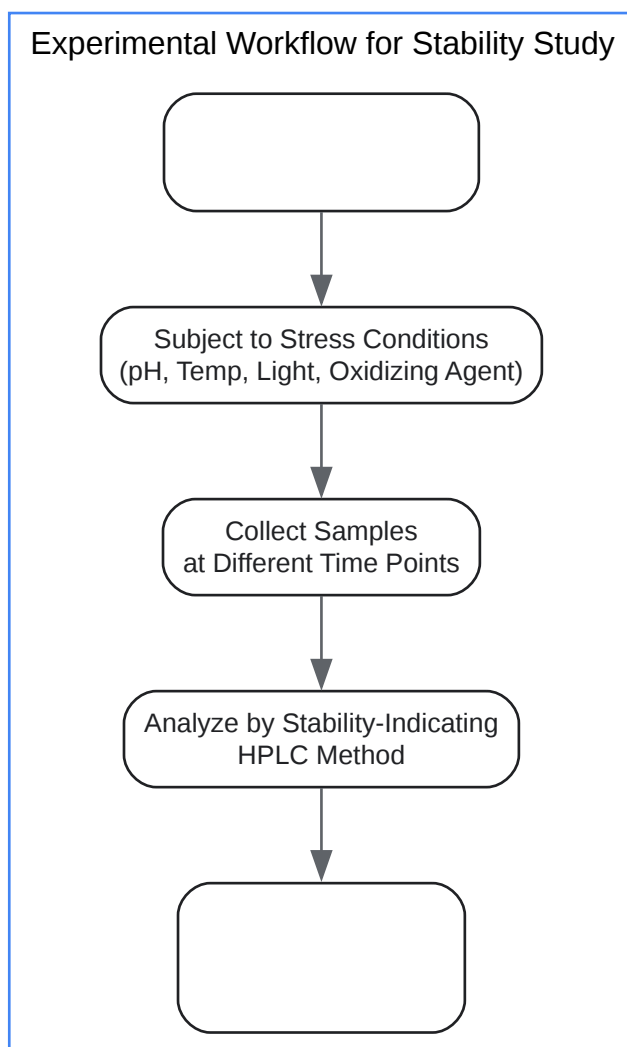 Experimental Workflow for Stability Study
Subject to Stress Conditions
(pH, Temp, Light, Oxidizing Agent)
Collect Samples
at Different Time Points
Analyze by Stability-Indicating
HPLC Method